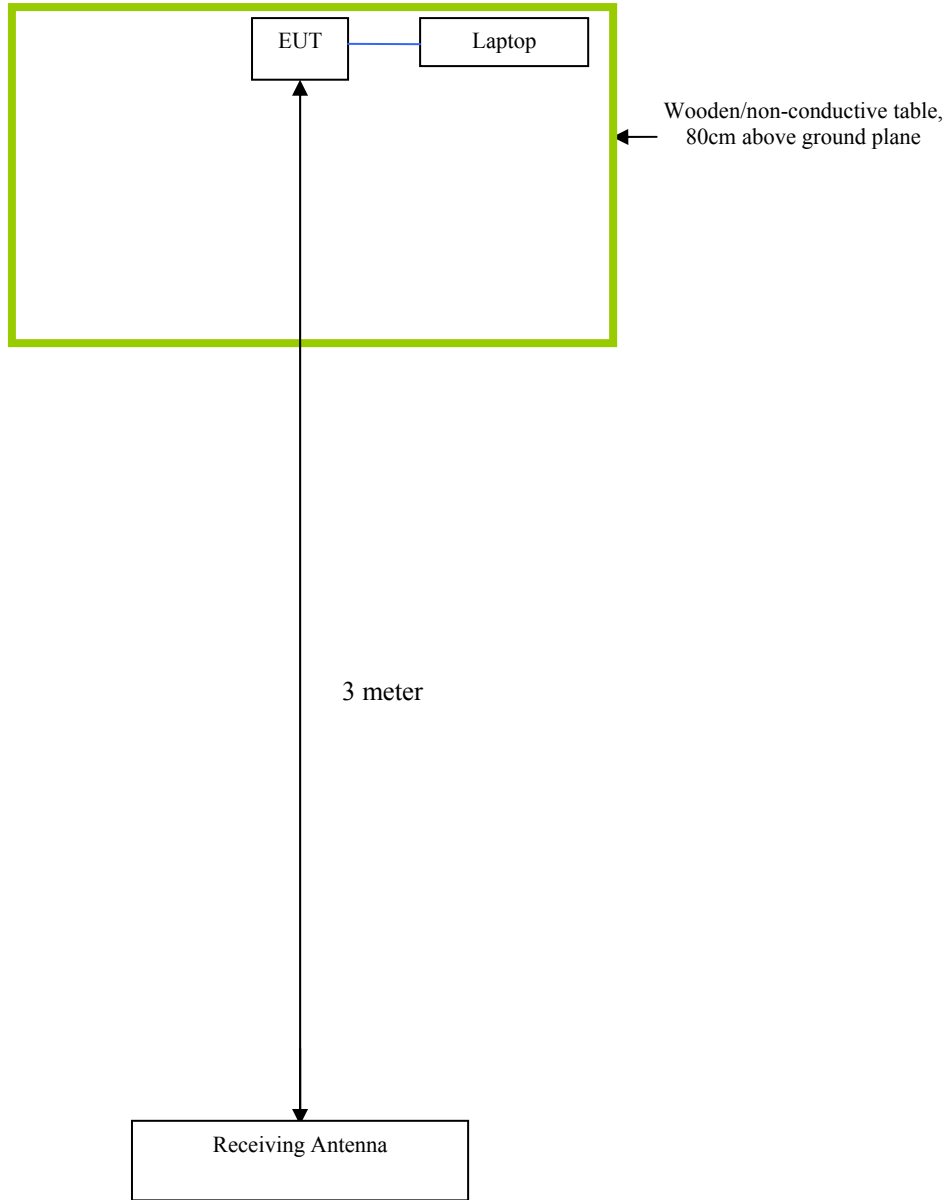 EUT
Laptop
Wooden/non-conductive table,
80cm above ground plane
3 meter
Receiving Antenna